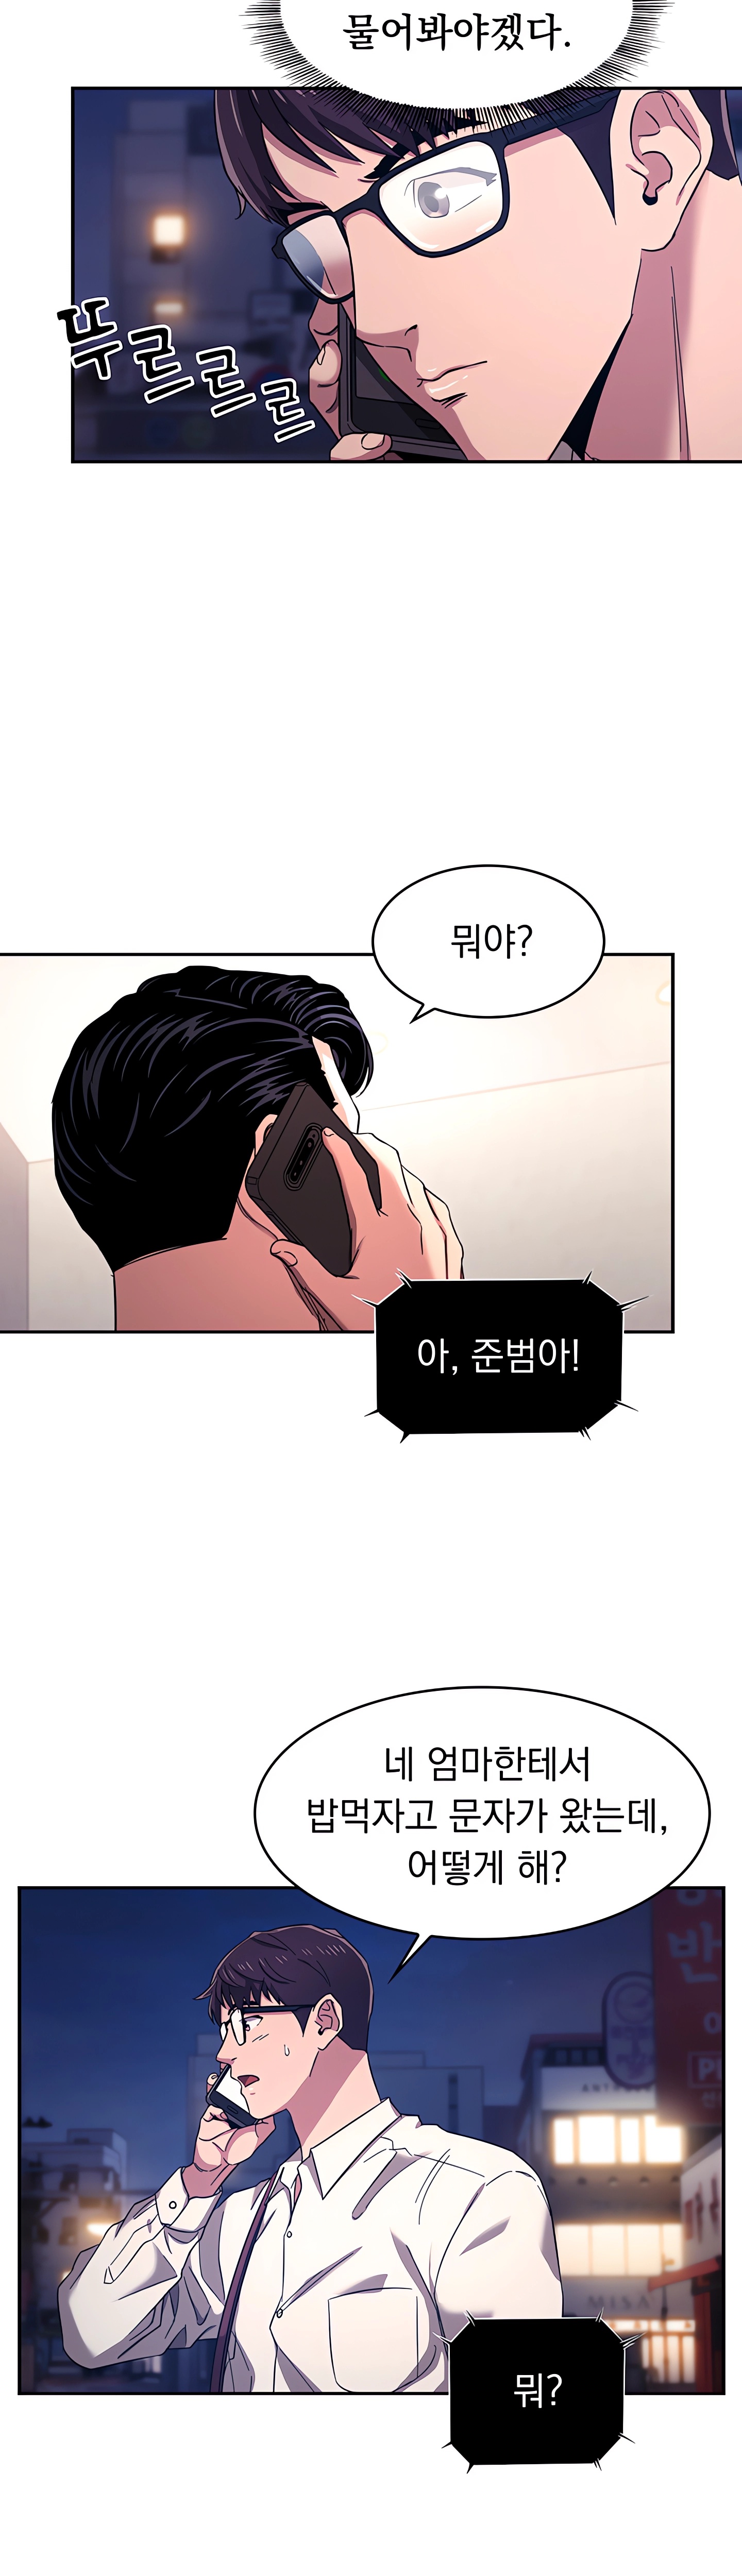 물어봐야겠다.
뚜르르르
뭐야?
아, 준범아!
네 엄마한테서
밥먹자고 문자가 왔는데,
어떻게 해?
반
뭐?